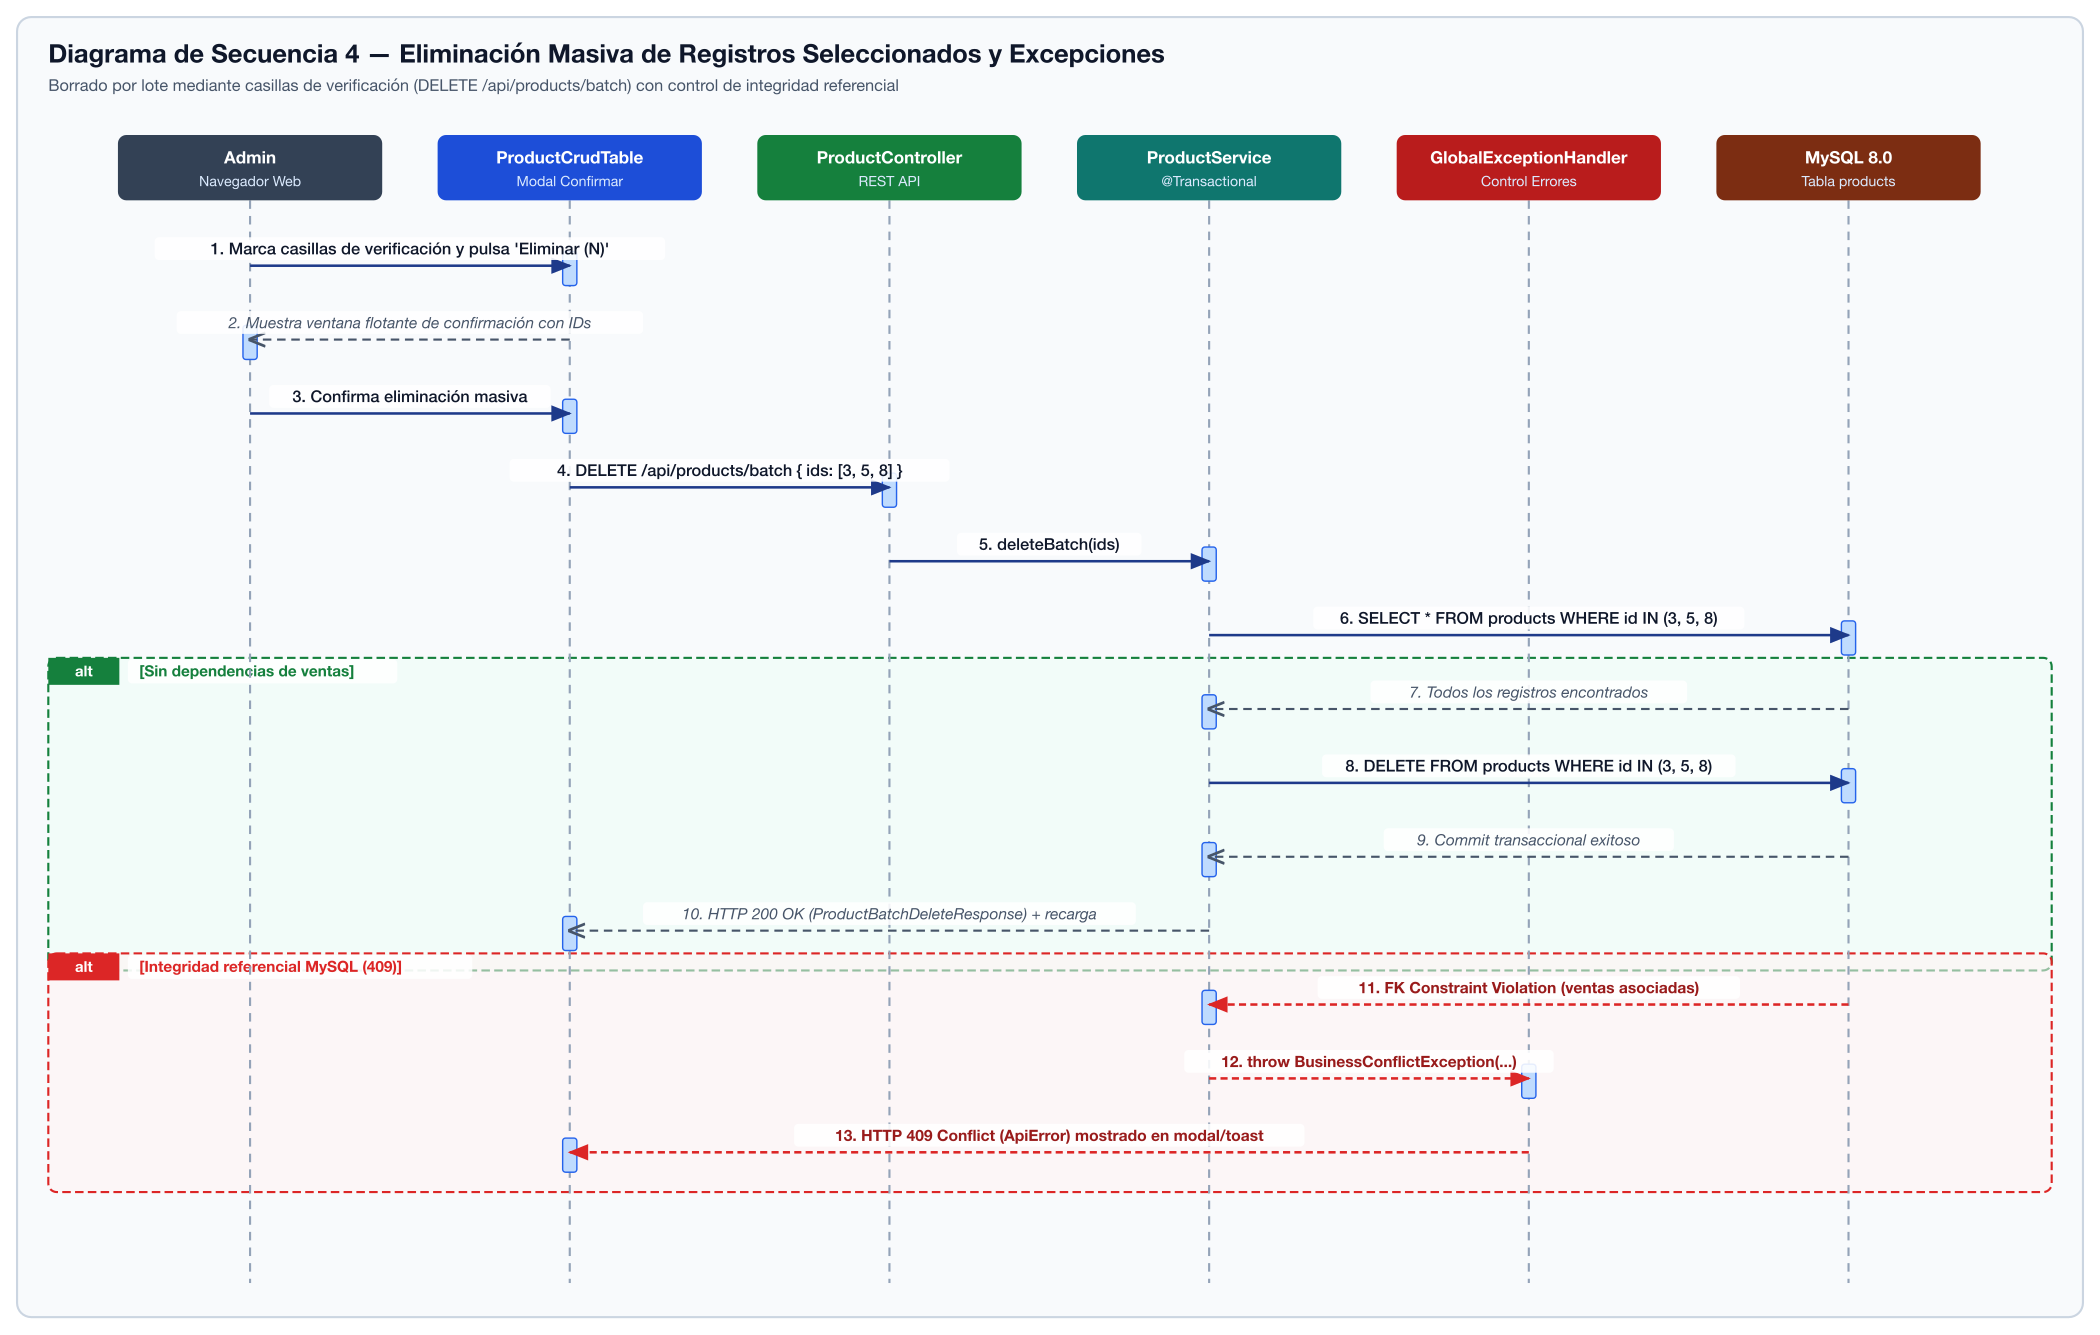 Diagrama de Secuencia 4 — Eliminación Masiva de Registros Seleccionados y Excepciones
Borrado por lote mediante casillas de verificación (DELETE /api/products/batch) con control de integridad referencial
Admin
Navegador Web
ProductCrudTable
Modal Confirmar
ProductController
REST API
ProductService
@Transactional
GlobalExceptionHandler
Control Errores
MySQL 8.0
Tabla products
1. Marca casillas de verificación y pulsa 'Eliminar (N)'
2. Muestra ventana flotante de confirmación con IDs
3. Confirma eliminación masiva
4. DELETE /api/products/batch { ids: [3, 5, 8] }
5. deleteBatch(ids)
6. SELECT * FROM products WHERE id IN (3, 5, 8)
alt
[Sin dependencias de ventas]
7. Todos los registros encontrados
8. DELETE FROM products WHERE id IN (3, 5, 8)
9. Commit transaccional exitoso
10. HTTP 200 OK (ProductBatchDeleteResponse) + recarga
alt
[Integridad referencial MySQL (409)]
11. FK Constraint Violation (ventas asociadas)
12. throw BusinessConflictException(...)
13. HTTP 409 Conflict (ApiError) mostrado en modal/toast